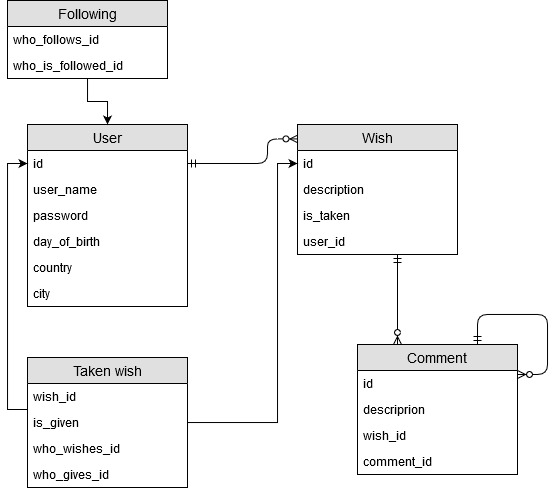 Following
who_follows_id
who_is_followed_id
User
id
user_name
password
day_of_birth
country
city
Wish
id
description
is_taken
user_id
Taken wish
wish_id
is_given
who_wishes_id
who_gives_id
Comment
id
descriprion
wish_id
comment_id